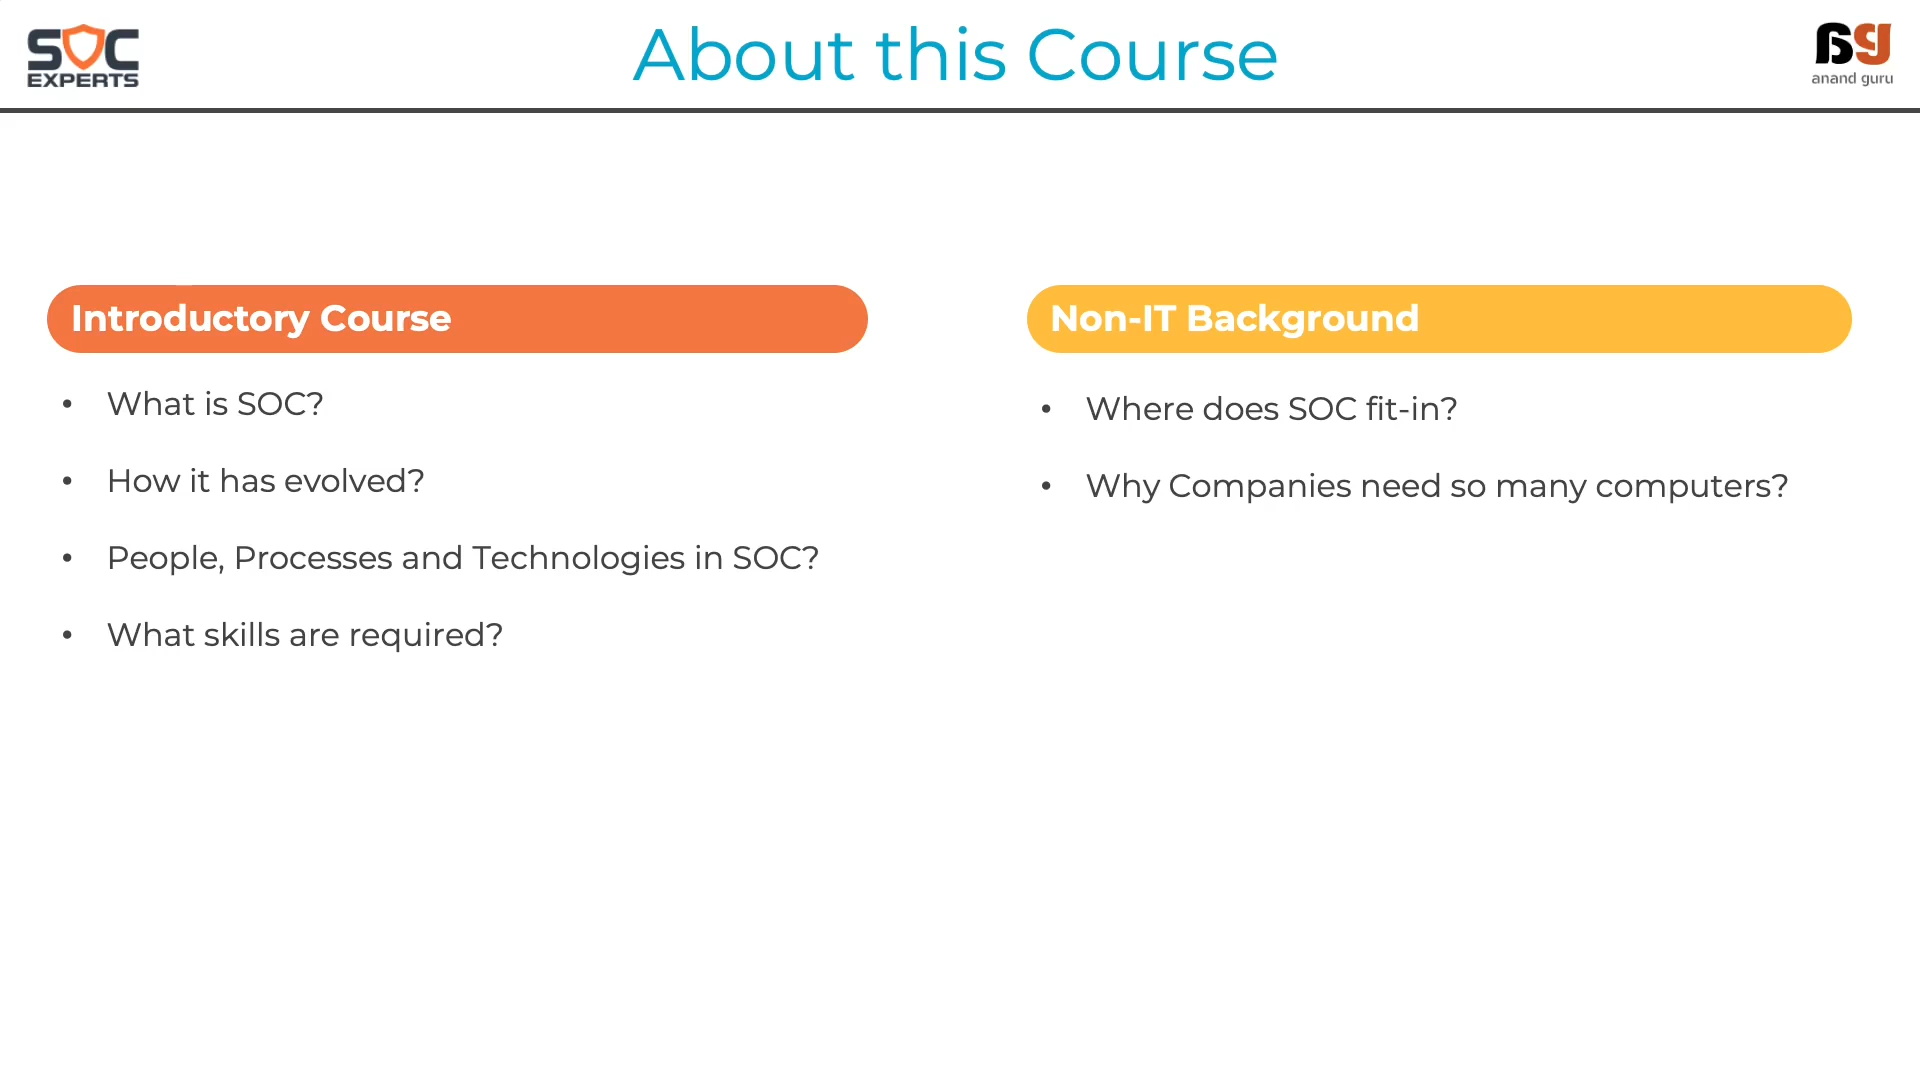 SOC
EXPERTS
About this Course
ag
anand guru
Introductory Course
• What is SOC?
• How it has evolved?
• People, Processes and Technologies in SOC?
• What skills are required?
Non-IT Background
• Where does SOC fit-in?
• Why Companies need so many computers?